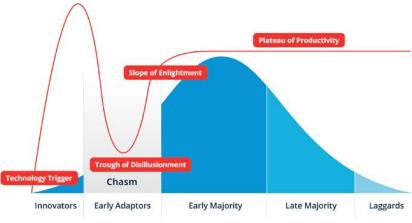 Plateau of Productivity
Slope of Enlightment
Trough of Disillusionment
Technology Trigger
Chasm
Innovators
Early Adaptors
Early Majority
Late Majority
Laggards